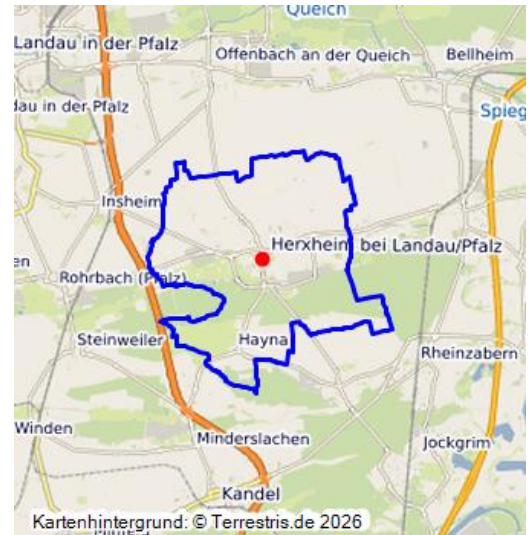 Queich
Landau in der Pfalz
Offenbach an der Queich
Bellheim
dau in der Pfalz
Spieg
Insheim
Herxheim bei Landau/Pfalz
en
Rohrbach (Pfalz)
Steinweiler
Hayna
Rheinzabern
Winden
Minderslachen
Jockgrim
Kandel
Kartenhintergrund: © Terrestris.de 2026